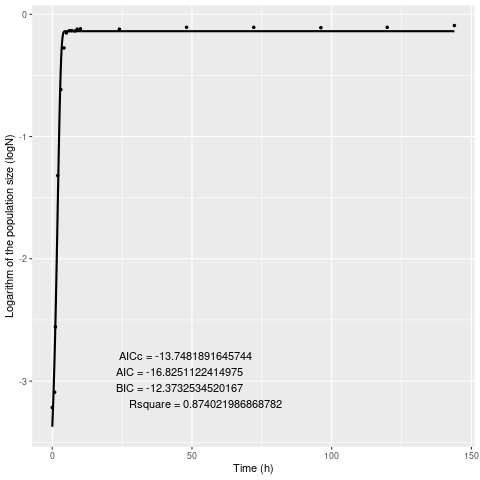 0
-1
-2
-3
Logarithm of the population size (logN)
AICc = -13.7481891645744
AIC = -16.8251122414975
BIC = -12.3732534520167
Rsquare = 0.874021986868782
0 50 100 150
Time (h)